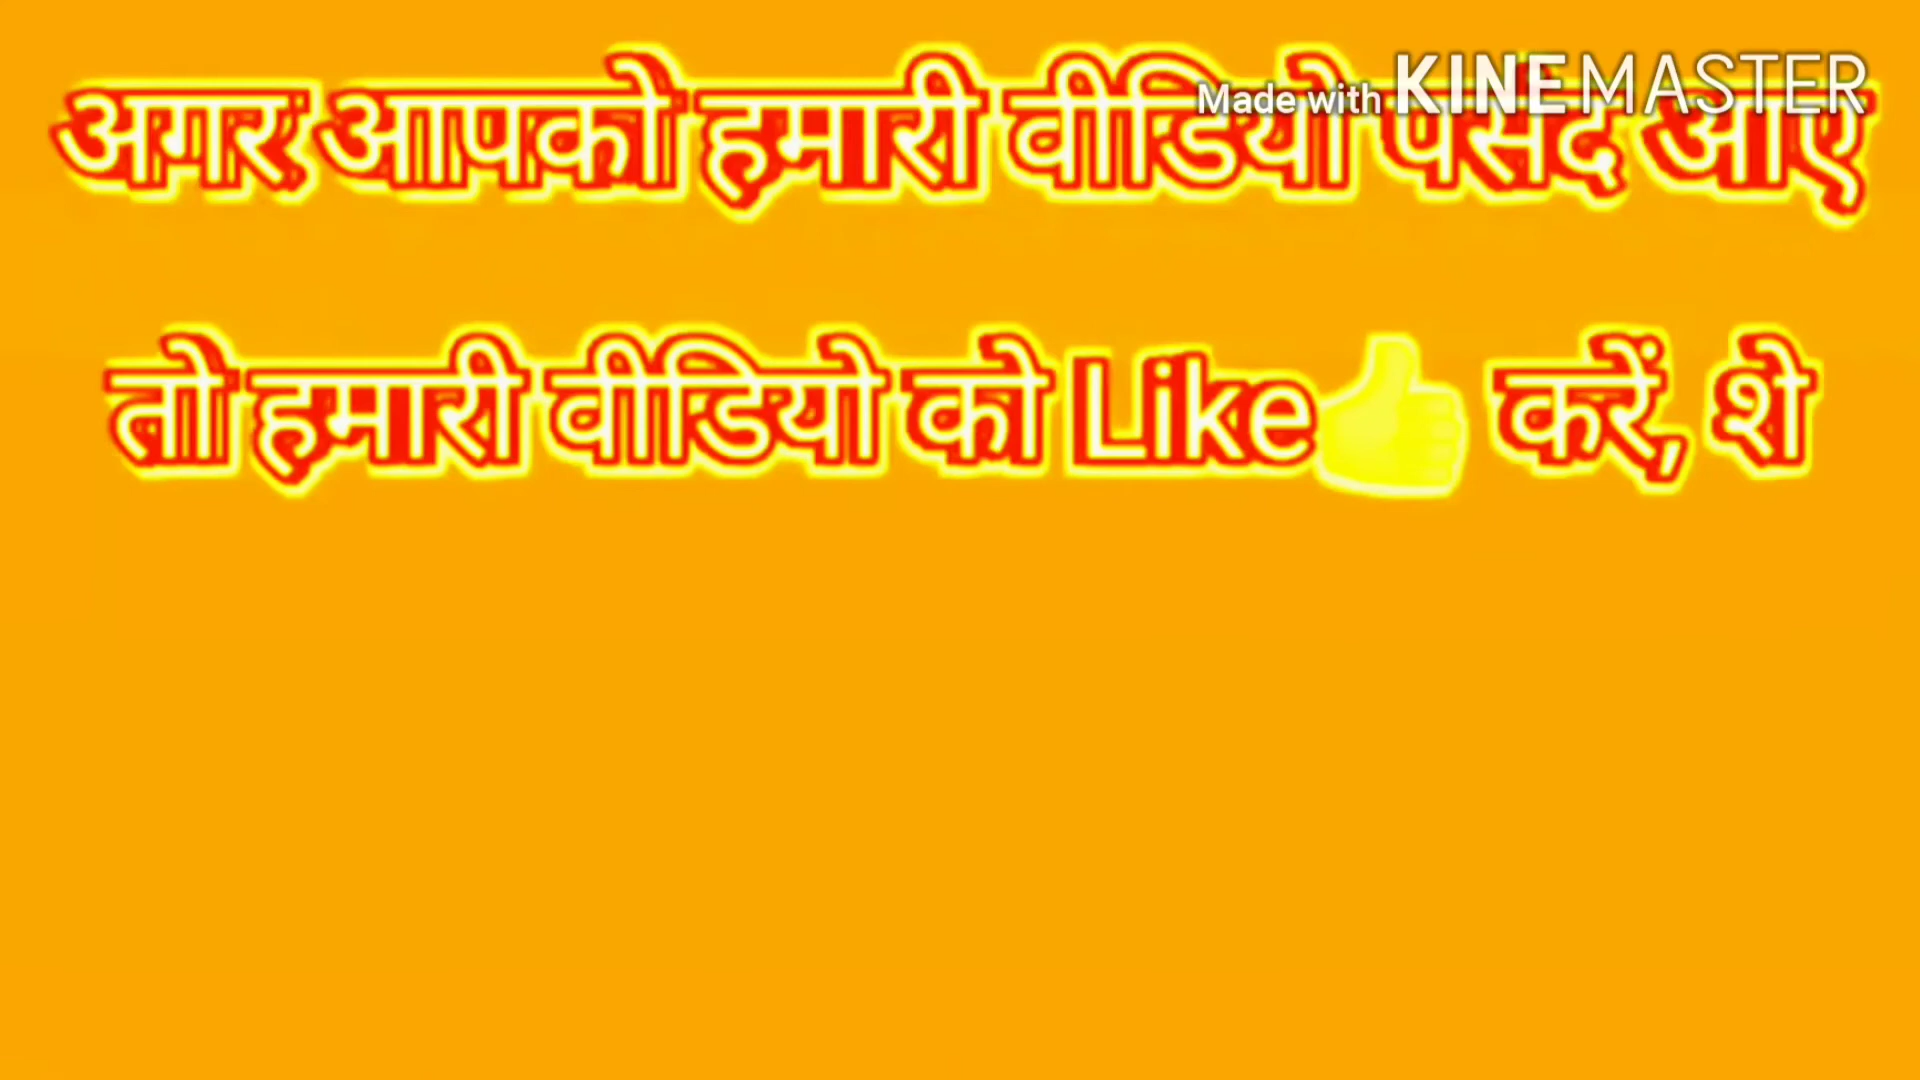 Made with KINEMASTER
अगर आपको हमारी वीडियो पसंद आए
तो हमारी वीडियो को Like👍 करें, शे